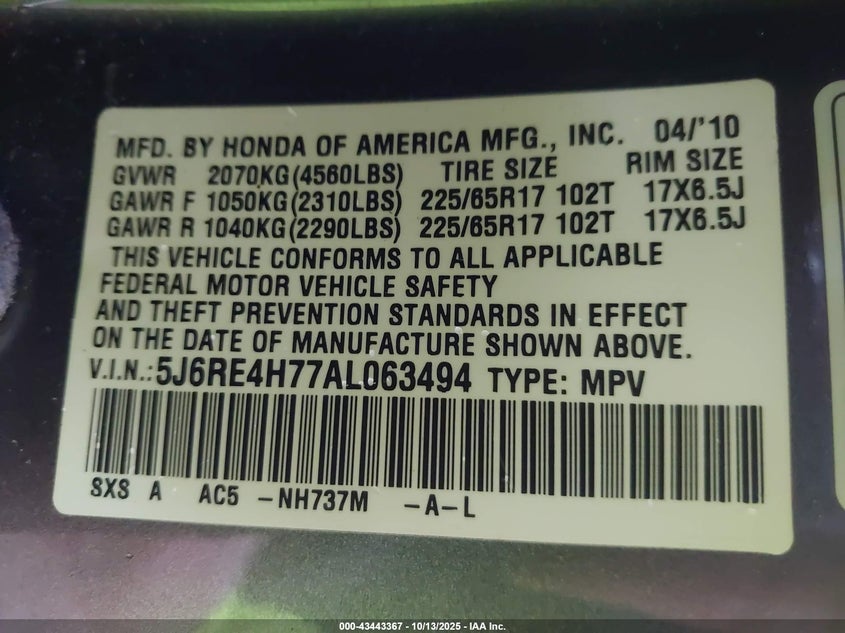 MFD. BY HONDA OF AMERICA MFG., INC. 04/'10
GVWR 2070KG(4560LBS) TIRE SIZE RIM SIZE
GAWR F 1050KG(2310LBS) 225/65R17 102T 17X6.5J
GAWR R 1040KG(2290LBS) 225/65R17 102T 17X6.5J
THIS VEHICLE CONFORMS TO ALL APPLICABLE
FEDERAL MOTOR VEHICLE SAFETY
AND THEFT PREVENTION STANDARDS IN EFFECT
ON THE DATE OF MANUFACTURE SHOWN ABOVE.
V.I.N.:5J6RE4H77AL063494 TYPE: MPV
SXS A AC5 -NH737M -A-L
000-43443367 - 10/13/2025 - IAA Inc.